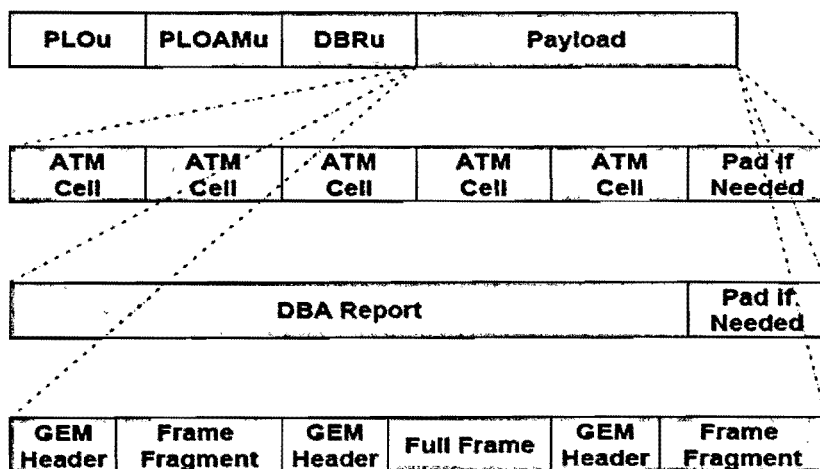 PLOu PLOAMu DBRu Payload
ATM Cell ATM Cell ATM Cell ATM Cell ATM Cell Pad if Needed
DBA Report Pad if. Needed
GEM Header Frame Fragment GEM Header Full Frame GEM Header Frame Fragment